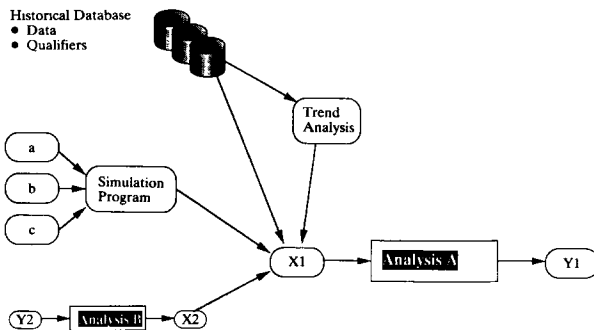 Historical Database
● Data
● Qualifiers
Trend
Analysis
a
Simulation
Program
b
c
X1
Analysis A
Y1
Y2
Analysis B
X2